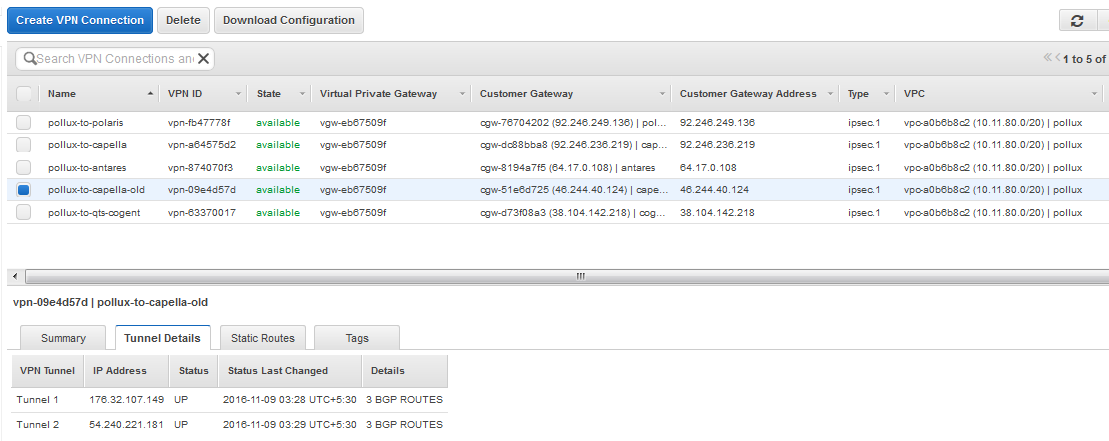 Create VPN Connection Delete Download Configuration
Search VPN Connections and
1 to 5 of
Name VPN ID State Virtual Private Gateway Customer Gateway Customer Gateway Address Type VPC
pollux-to-polaris vpn-fb47778f available vgw-eb67509f cgw-76704202 (92.246.249.136) | pol... 92.246.249.136 ipsec.1 vpc-a0b6b8c2 (10.11.80.0/20) | pollux
pollux-to-capella vpn-a64575d2 available vgw-eb67509f cgw-dc88bba8 (92.246.236.219) | cap... 92.246.236.219 ipsec.1 vpc-a0b6b8c2 (10.11.80.0/20) | pollux
pollux-to-antares vpn-874070f3 available vgw-eb67509f cgw-8194a7f5 (64.17.0.108) | antares 64.17.0.108 ipsec.1 vpc-a0b6b8c2 (10.11.80.0/20) | pollux
pollux-to-capella-old vpn-09e4d57d available vgw-eb67509f cgw-51e6d725 (46.244.40.124) | cape... 46.244.40.124 ipsec.1 vpc-a0b6b8c2 (10.11.80.0/20) | pollux
pollux-to-qts-cogent vpn-63370017 available vgw-eb67509f cgw-d73f08a3 (38.104.142.218) | cog... 38.104.142.218 ipsec.1 vpc-a0b6b8c2 (10.11.80.0/20) | pollux
vpn-09e4d57d | pollux-to-capella-old
Summary Tunnel Details Static Routes Tags
VPN Tunnel IP Address Status Status Last Changed Details
Tunnel 1 176.32.107.149 UP 2016-11-09 03:28 UTC+5:30 3 BGP ROUTES
Tunnel 2 54.240.221.181 UP 2016-11-09 03:29 UTC+5:30 3 BGP ROUTES